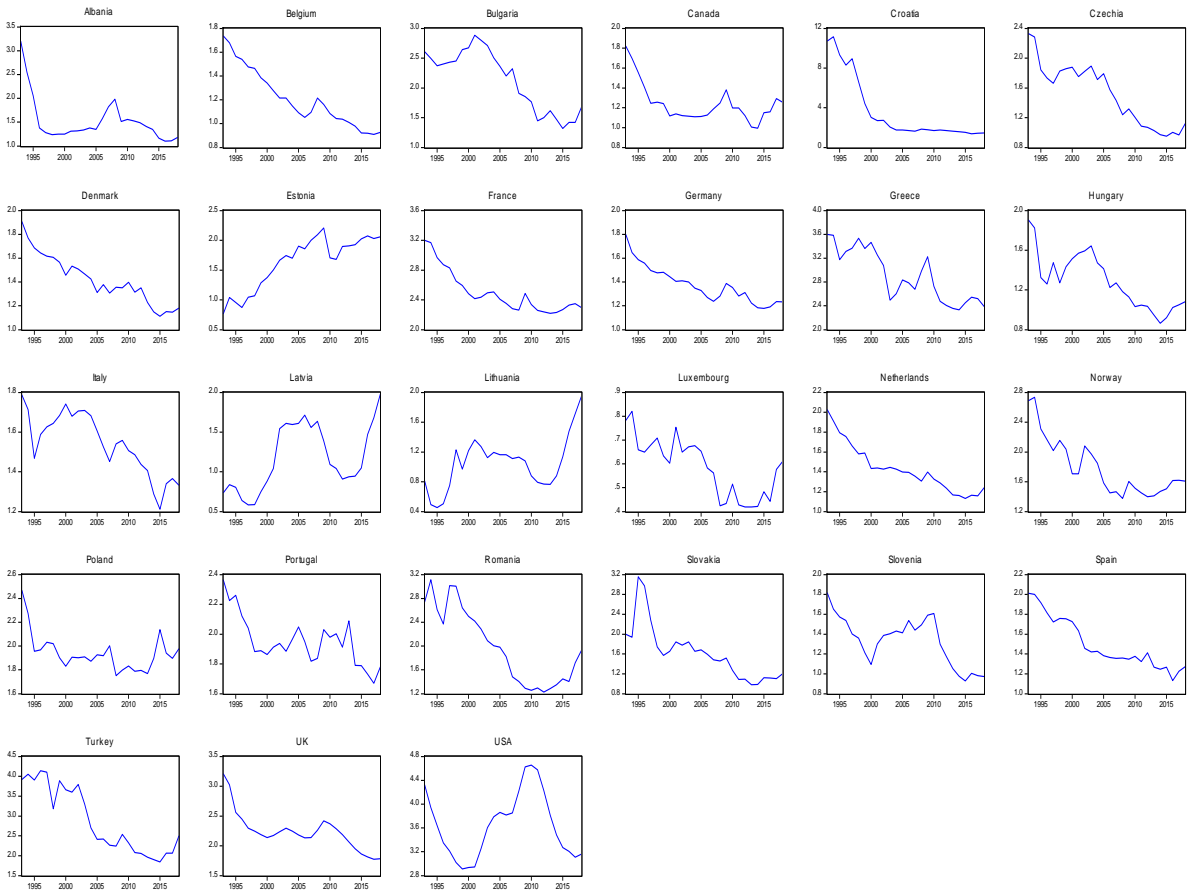 Albania
3.5
3.0
2.5
2.0
1.5
1.0
1995 2000 2005 2010 2015
Belgium
1.8
1.6
1.4
1.2
1.0
0.8
1995 2000 2005 2010 2015
Bulgaria
3.0
2.5
2.0
1.5
1.0
1995 2000 2005 2010 2015
Canada
2.0
1.8
1.6
1.4
1.2
1.0
0.8
1995 2000 2005 2010 2015
Croatia
12
8
4
0
1995 2000 2005 2010 2015
Czechia
2.4
2.0
1.6
1.2
0.8
1995 2000 2005 2010 2015
Denmark
2.0
1.8
1.6
1.4
1.2
1.0
1995 2000 2005 2010 2015
Estonia
2.5
2.0
1.5
1.0
0.5
1995 2000 2005 2010 2015
France
3.6
3.2
2.8
2.4
2.0
1995 2000 2005 2010 2015
Germany
2.0
1.8
1.6
1.4
1.2
1.0
1995 2000 2005 2010 2015
Greece
4.0
3.6
3.2
2.8
2.4
2.0
1995 2000 2005 2010 2015
Hungary
2.0
1.6
1.2
0.8
1995 2000 2005 2010 2015
Italy
1.8
1.6
1.4
1.2
1995 2000 2005 2010 2015
Latvia
2.0
1.5
1.0
0.5
1995 2000 2005 2010 2015
Lithuania
2.0
1.6
1.2
0.8
0.4
1995 2000 2005 2010 2015
Luxembourg
.9
.8
.7
.6
.5
.4
1995 2000 2005 2010 2015
Netherlands
2.2
2.0
1.8
1.6
1.4
1.2
1.0
1995 2000 2005 2010 2015
Norway
2.8
2.4
2.0
1.6
1.2
1995 2000 2005 2010 2015
Poland
2.6
2.4
2.2
2.0
1.8
1.6
1995 2000 2005 2010 2015
Portugal
2.4
2.2
2.0
1.8
1.6
1995 2000 2005 2010 2015
Romania
3.2
2.8
2.4
2.0
1.6
1.2
1995 2000 2005 2010 2015
Slovakia
3.2
2.8
2.4
2.0
1.6
1.2
0.8
1995 2000 2005 2010 2015
Slovenia
2.0
1.8
1.6
1.4
1.2
1.0
0.8
1995 2000 2005 2010 2015
Spain
2.2
2.0
1.8
1.6
1.4
1.2
1.0
1995 2000 2005 2010 2015
Turkey
4.5
4.0
3.5
3.0
2.5
2.0
1.5
1995 2000 2005 2010 2015
UK
3.5
3.0
2.5
2.0
1.5
1995 2000 2005 2010 2015
USA
4.8
4.4
4.0
3.6
3.2
2.8
1995 2000 2005 2010 2015